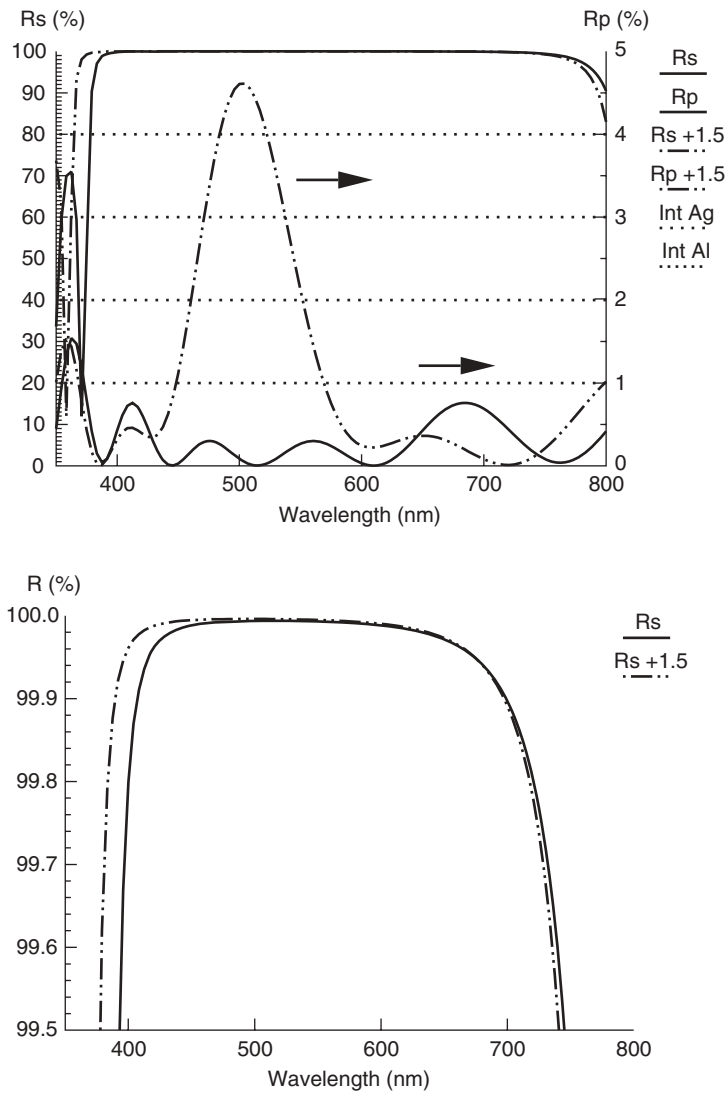 Rs (%)
Rp (%)
100
90
80
70
60
50
40
30
20
10
0
5
4
3
2
1
0
400
500
600
700
800
Wavelength (nm)
Rs
Rp
Rs +1.5
Rp +1.5
Int Ag
Int Al
R (%)
100.0
99.9
99.8
99.7
99.6
99.5
400
500
600
700
800
Wavelength (nm)
Rs
Rs +1.5